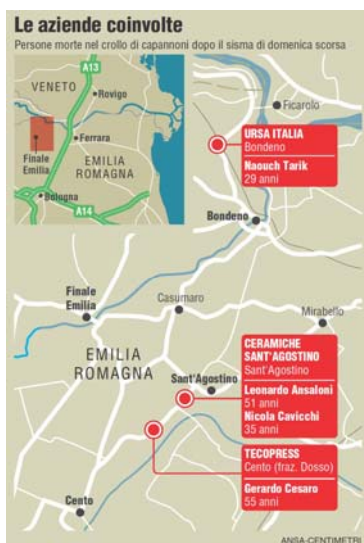 Le aziende coinvolte
Persone morte nel crollo di capannoni dopo il sisma di domenica scorsa
A13
VENETO
Rovigo
Ferrara
Finale
Emilia
EMILIA
ROMAGNA
Bologna
A14
Ficarolo
URSA ITALIA
Bondeno
Naouch Tarik
29 anni
Bondeno
Finale
Emilia
Casumaro
Mirabello
EMILIA
ROMAGNA
CERAMICHE
SANT'AGOSTINO
Sant'Agostino
Leonardo Ansaloni
51 anni
Nicola Cavicchi
35 anni
Sant'Agostino
TECOPRESS
Cento (fraz. Dosso)
Gerardo Cesaro
55 anni
Cento
ANSA-CENTIMETRI